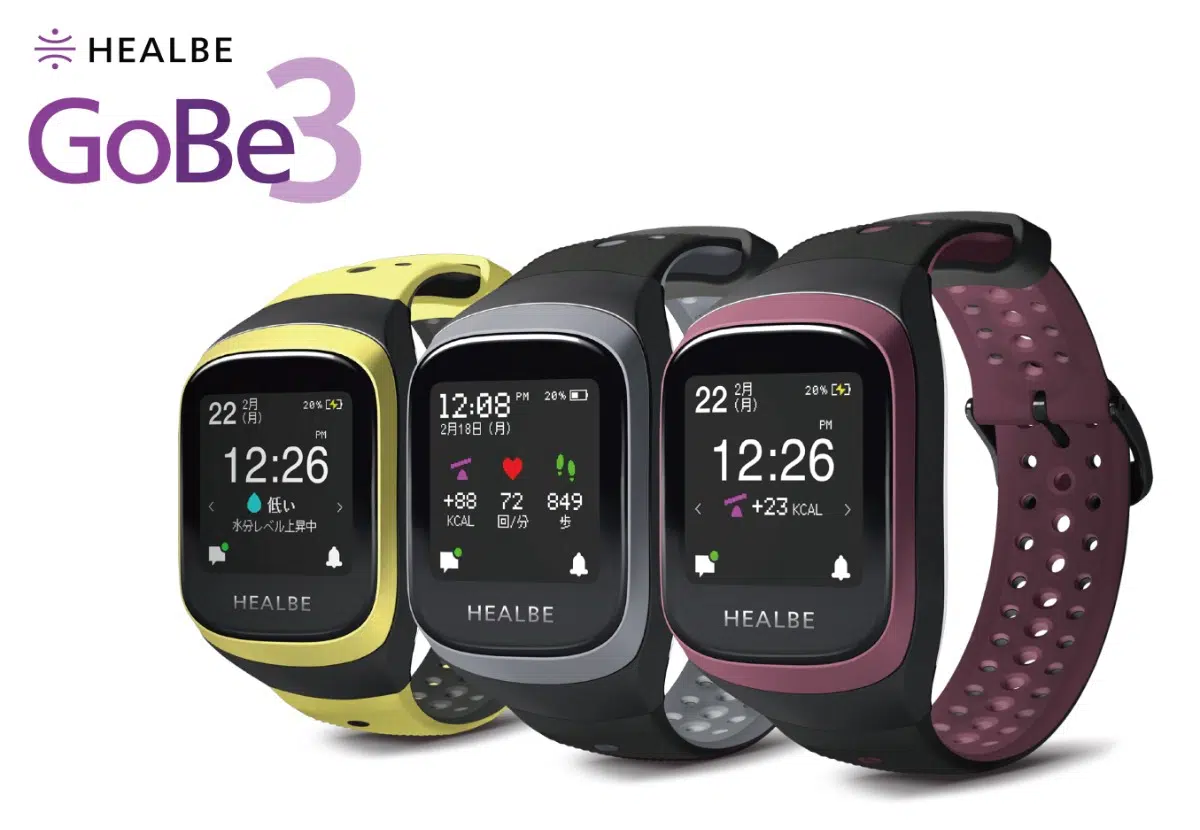 HEALBE
GoBe3
22 2月(月) 20%
PM
12:26
低い
水分レベル上昇中
HEALBE
12:08 PM 20%
2月18日 (月)
+88 72 849
KCAL 回/分 歩
HEALBE
22 2月(月) 20%
PM
12:26
+23 KCAL
HEALBE